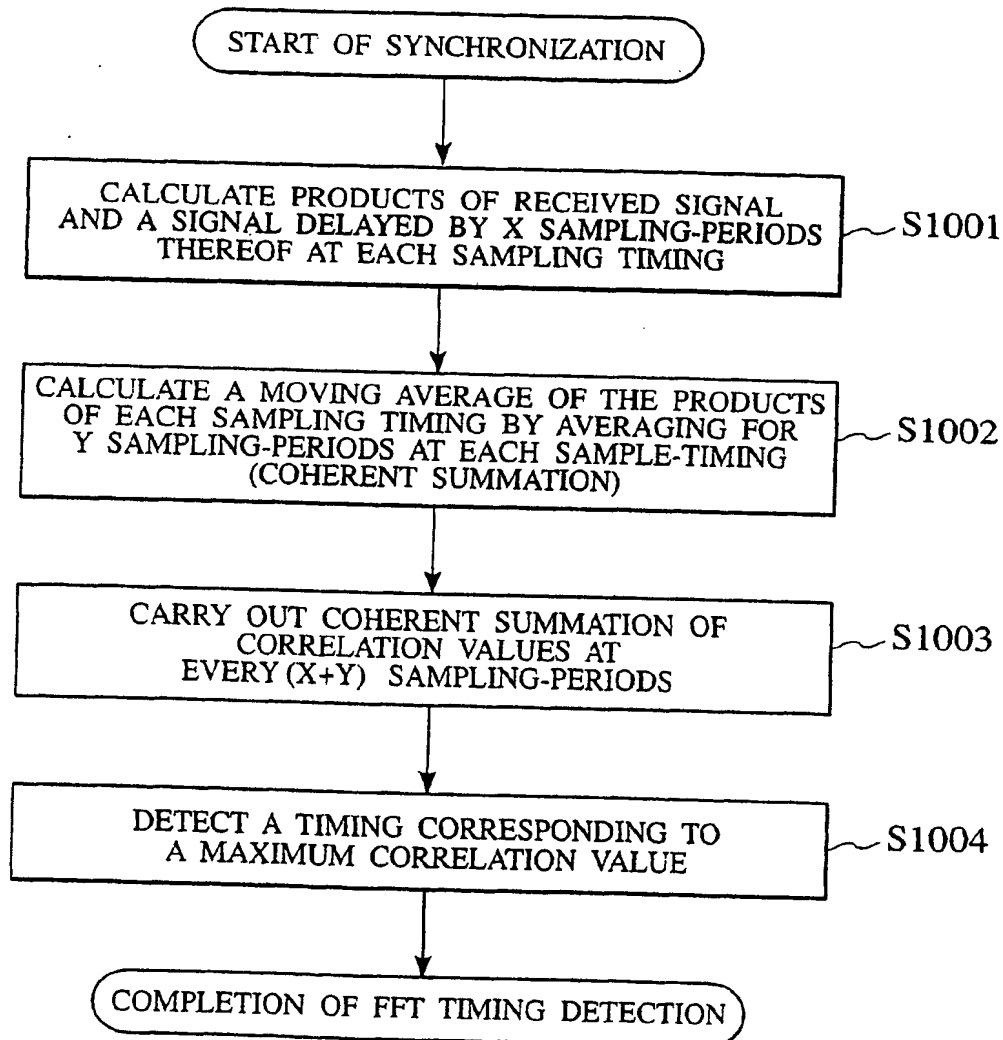 START OF SYNCHRONIZATION
CALCULATE PRODUCTS OF RECEIVED SIGNAL
AND A SIGNAL DELAYED BY X SAMPLING-PERIODS
THEREOF AT EACH SAMPLING TIMING
S1001
CALCULATE A MOVING AVERAGE OF THE PRODUCTS
OF EACH SAMPLING TIMING BY AVERAGING FOR
Y SAMPLING-PERIODS AT EACH SAMPLE-TIMING
(COHERENT SUMMATION)
S1002
CARRY OUT COHERENT SUMMATION OF
CORRELATION VALUES AT
EVERY (X+Y) SAMPLING-PERIODS
S1003
DETECT A TIMING CORRESPONDING TO
A MAXIMUM CORRELATION VALUE
S1004
COMPLETION OF FFT TIMING DETECTION